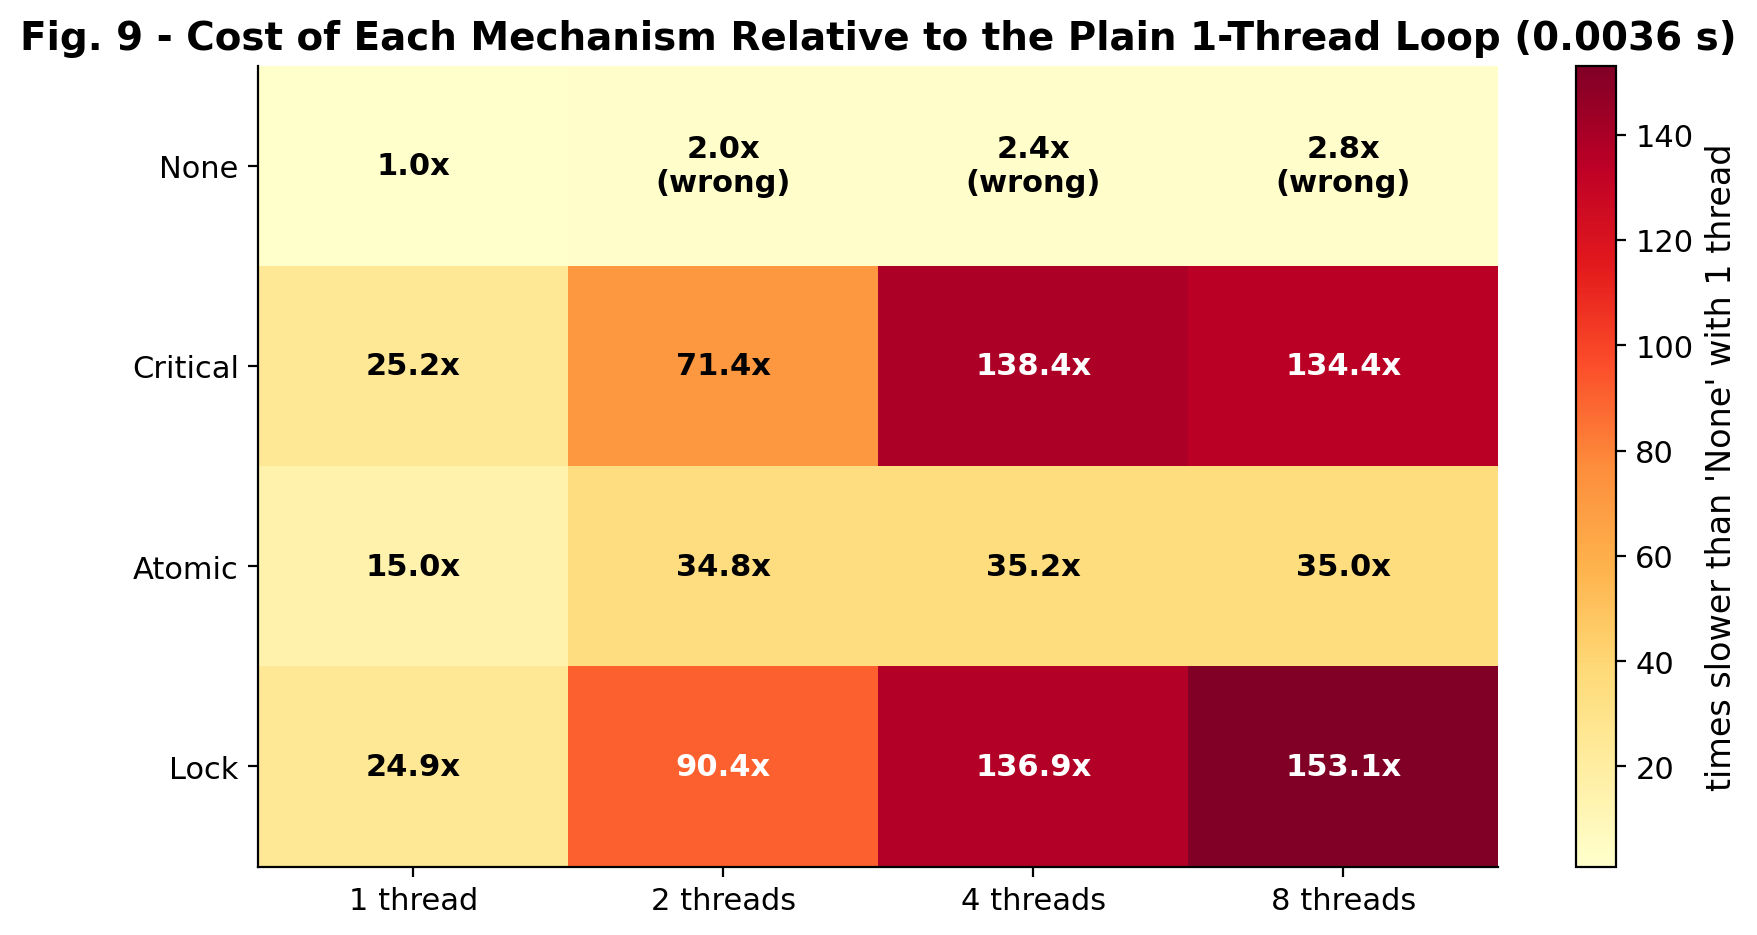 Fig. 9 - Cost of Each Mechanism Relative to the Plain 1-Thread Loop (0.0036 s)
None
1.0x
2.0x
(wrong)
2.4x
(wrong)
2.8x
(wrong)
Critical
25.2x
71.4x
138.4x
134.4x
Atomic
15.0x
34.8x
35.2x
35.0x
Lock
24.9x
90.4x
136.9x
153.1x
1 thread
2 threads
4 threads
8 threads
140
120
100
80
60
40
20
times slower than 'None' with 1 thread